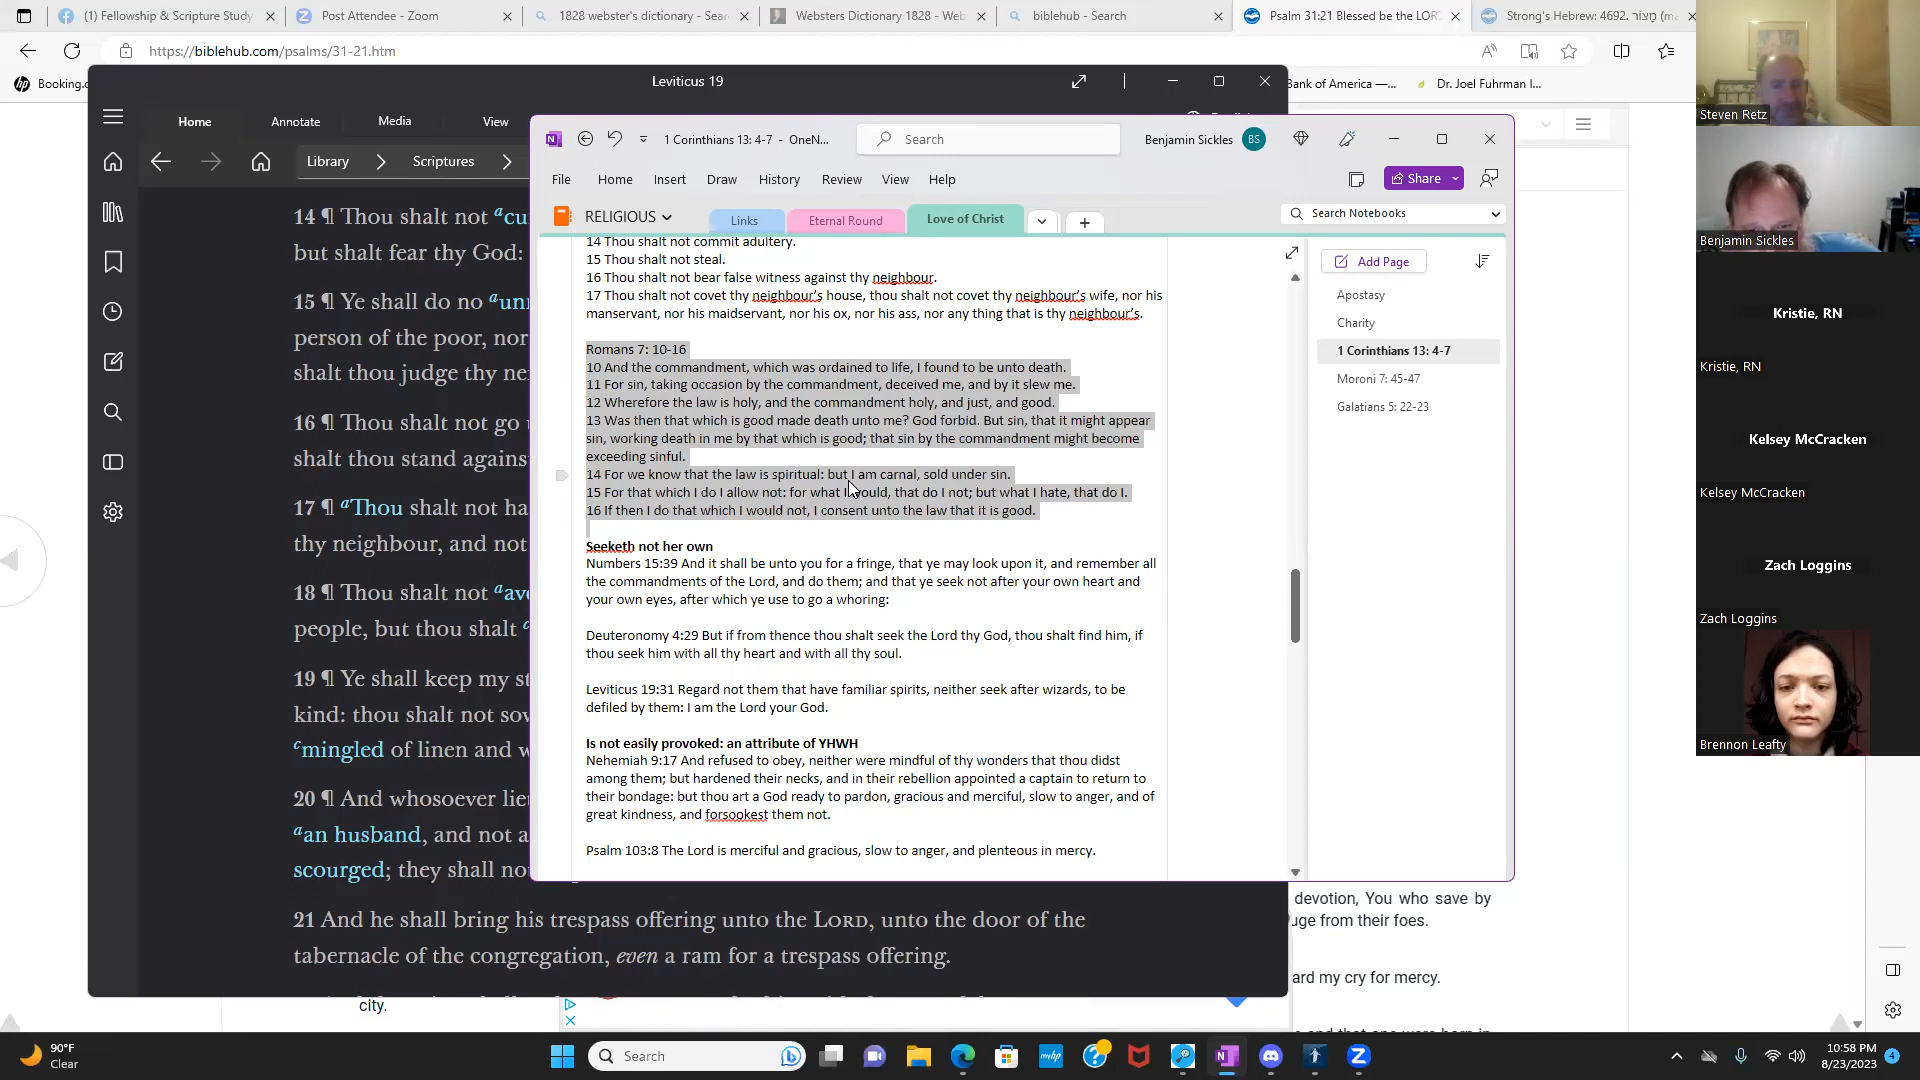 (1) Fellowship & Scripture Study
Post Attendee - Zoom
1828 webster's dictionary - Sear
Websters Dictionary 1828 - Web
biblehub - Search
Psalm 31:21 Blessed be the LORD
Strong's Hebrew: 4692. מָצוֹר (ma
https://biblehub.com/psalms/31-21.htm
Booking.c
Bank of America —...
Dr. Joel Fuhrman I...
Leviticus 19
Home
Annotate
Media
View
Library
Scriptures
14 ¶ Thou shalt not a cu
but shalt fear thy God:
15 ¶ Ye shall do no a un
person of the poor, nor
shalt thou judge thy nei
16 ¶ Thou shalt not go
shalt thou stand against
17 ¶ a Thou shalt not ha
thy neighbour, and not
18 ¶ Thou shalt not a ave
people, but thou shalt c
19 ¶ Ye shall keep my st
kind: thou shalt not sov
c mingled of linen and w
20 ¶ And whosoever lie
a an husband, and not a
scourged; they shall not
21 And he shall bring his trespass offering unto the LORD, unto the door of the
tabernacle of the congregation, even a ram for a trespass offering.
1 Corinthians 13: 4-7 - OneN...
Search
Benjamin Sickles
BS
File
Home
Insert
Draw
History
Review
View
Help
Share
RELIGIOUS
Links
Eternal Round
Love of Christ
Search Notebooks
14 Thou shalt not commit adultery.
15 Thou shalt not steal.
16 Thou shalt not bear false witness against thy neighbour.
17 Thou shalt not covet thy neighbour's house, thou shalt not covet thy neighbour's wife, nor his
manservant, nor his maidservant, nor his ox, nor his ass, nor any thing that is thy neighbour's.
Romans 7: 10-16
10 And the commandment, which was ordained to life, I found to be unto death.
11 For sin, taking occasion by the commandment, deceived me, and by it slew me.
12 Wherefore the law is holy, and the commandment holy, and just, and good.
13 Was then that which is good made death unto me? God forbid. But sin, that it might appear
sin, working death in me by that which is good; that sin by the commandment might become
exceeding sinful.
14 For we know that the law is spiritual: but I am carnal, sold under sin.
15 For that which I do I allow not: for what I would, that do I not; but what I hate, that do I.
16 If then I do that which I would not, I consent unto the law that it is good.
Seeketh not her own
Numbers 15:39 And it shall be unto you for a fringe, that ye may look upon it, and remember all
the commandments of the Lord, and do them; and that ye seek not after your own heart and
your own eyes, after which ye use to go a whoring:
Deuteronomy 4:29 But if from thence thou shalt seek the Lord thy God, thou shalt find him, if
thou seek him with all thy heart and with all thy soul.
Leviticus 19:31 Regard not them that have familiar spirits, neither seek after wizards, to be
defiled by them: I am the Lord your God.
Is not easily provoked: an attribute of YHWH
Nehemiah 9:17 And refused to obey, neither were mindful of thy wonders that thou didst
among them; but hardened their necks, and in their rebellion appointed a captain to return to
their bondage: but thou art a God ready to pardon, gracious and merciful, slow to anger, and of
great kindness, and forsookest them not.
Psalm 103:8 The Lord is merciful and gracious, slow to anger, and plenteous in mercy.
Add Page
Apostasy
Charity
1 Corinthians 13: 4-7
Moroni 7: 45-47
Galatians 5: 22-23
devotion, You who save by
uge from their foes.
ard my cry for mercy.
city.
Steven Retz
Benjamin Sickles
Kristie, RN
Kristie, RN
Kelsey McCracken
Kelsey McCracken
Zach Loggins
Zach Loggins
Brennon Leafty
90°F
Clear
Search
10:58 PM
8/23/2023
4